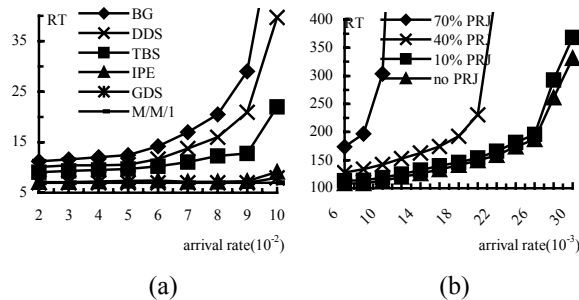 RT
BG
DDS
TBS
IPE
GDS
M/M/1
45
25
5
2 3 4 5 6 7 8 9 10
arrival rate(10-2)
(a)
RT
70% PRJ
40% PRJ
10% PRJ
no PRJ
400
350
300
250
200
150
100
6 10 14 18 22 26 30
arrival rate(10-3)
(b)